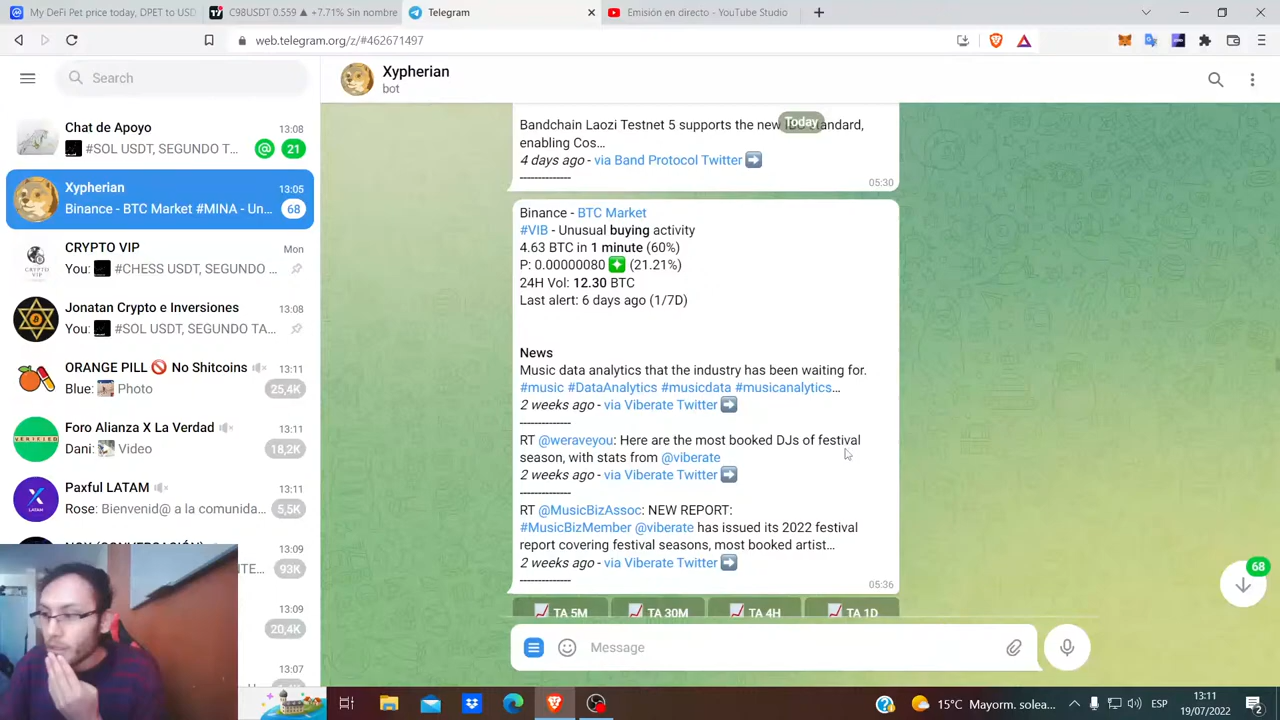 My DeFi Pet price today, DPET to USD
C98USDT 0.559 ▲ +7.71% Sin nombre
Telegram
Emisión en directo - YouTube Studio
web.telegram.org/z/#462671497
Search
Chat de Apoyo 13:08
#SOL USDT, SEGUNDO T... @ 21
Xypherian 13:05
Binance - BTC Market #MINA - Un... 68
CRYPTO VIP Mon
You: #CHESS USDT, SEGUNDO ...
Jonatan Crypto e Inversiones 13:08
You: #SOL USDT, SEGUNDO TA...
ORANGE PILL 🚫 No Shitcoins 13:11
Blue: Photo 25,4K
Foro Alianza X La Verdad 13:11
Dani: Video 18,2K
Paxful LATAM 13:11
Rose: Bienvenid@ a la comunida... 5,5K
13:09
TE... 93K
13:09
20,4K
13:07
Xypherian
bot
Today
Bandchain Laozi Testnet 5 supports the new standard,
enabling Cos...
4 days ago - via Band Protocol Twitter ➡️
--------------
05:30
Binance - BTC Market
#VIB - Unusual buying activity
4.63 BTC in 1 minute (60%)
P: 0.00000080 (21.21%)
24H Vol: 12.30 BTC
Last alert: 6 days ago (1/7D)
News
Music data analytics that the industry has been waiting for.
#music #DataAnalytics #musicdata #musicanalytics...
2 weeks ago - via Viberate Twitter ➡️
--------------
RT @weraveyou: Here are the most booked DJs of festival
season, with stats from @viberate
2 weeks ago - via Viberate Twitter ➡️
--------------
RT @MusicBizAssoc: NEW REPORT:
#MusicBizMember @viberate has issued its 2022 festival
report covering festival seasons, most booked artist...
2 weeks ago - via Viberate Twitter ➡️
--------------
05:36
TA 5M TA 30M TA 4H TA 1D
68
Message
15°C Mayorm. solea... ESP 13:11
19/07/2022
2